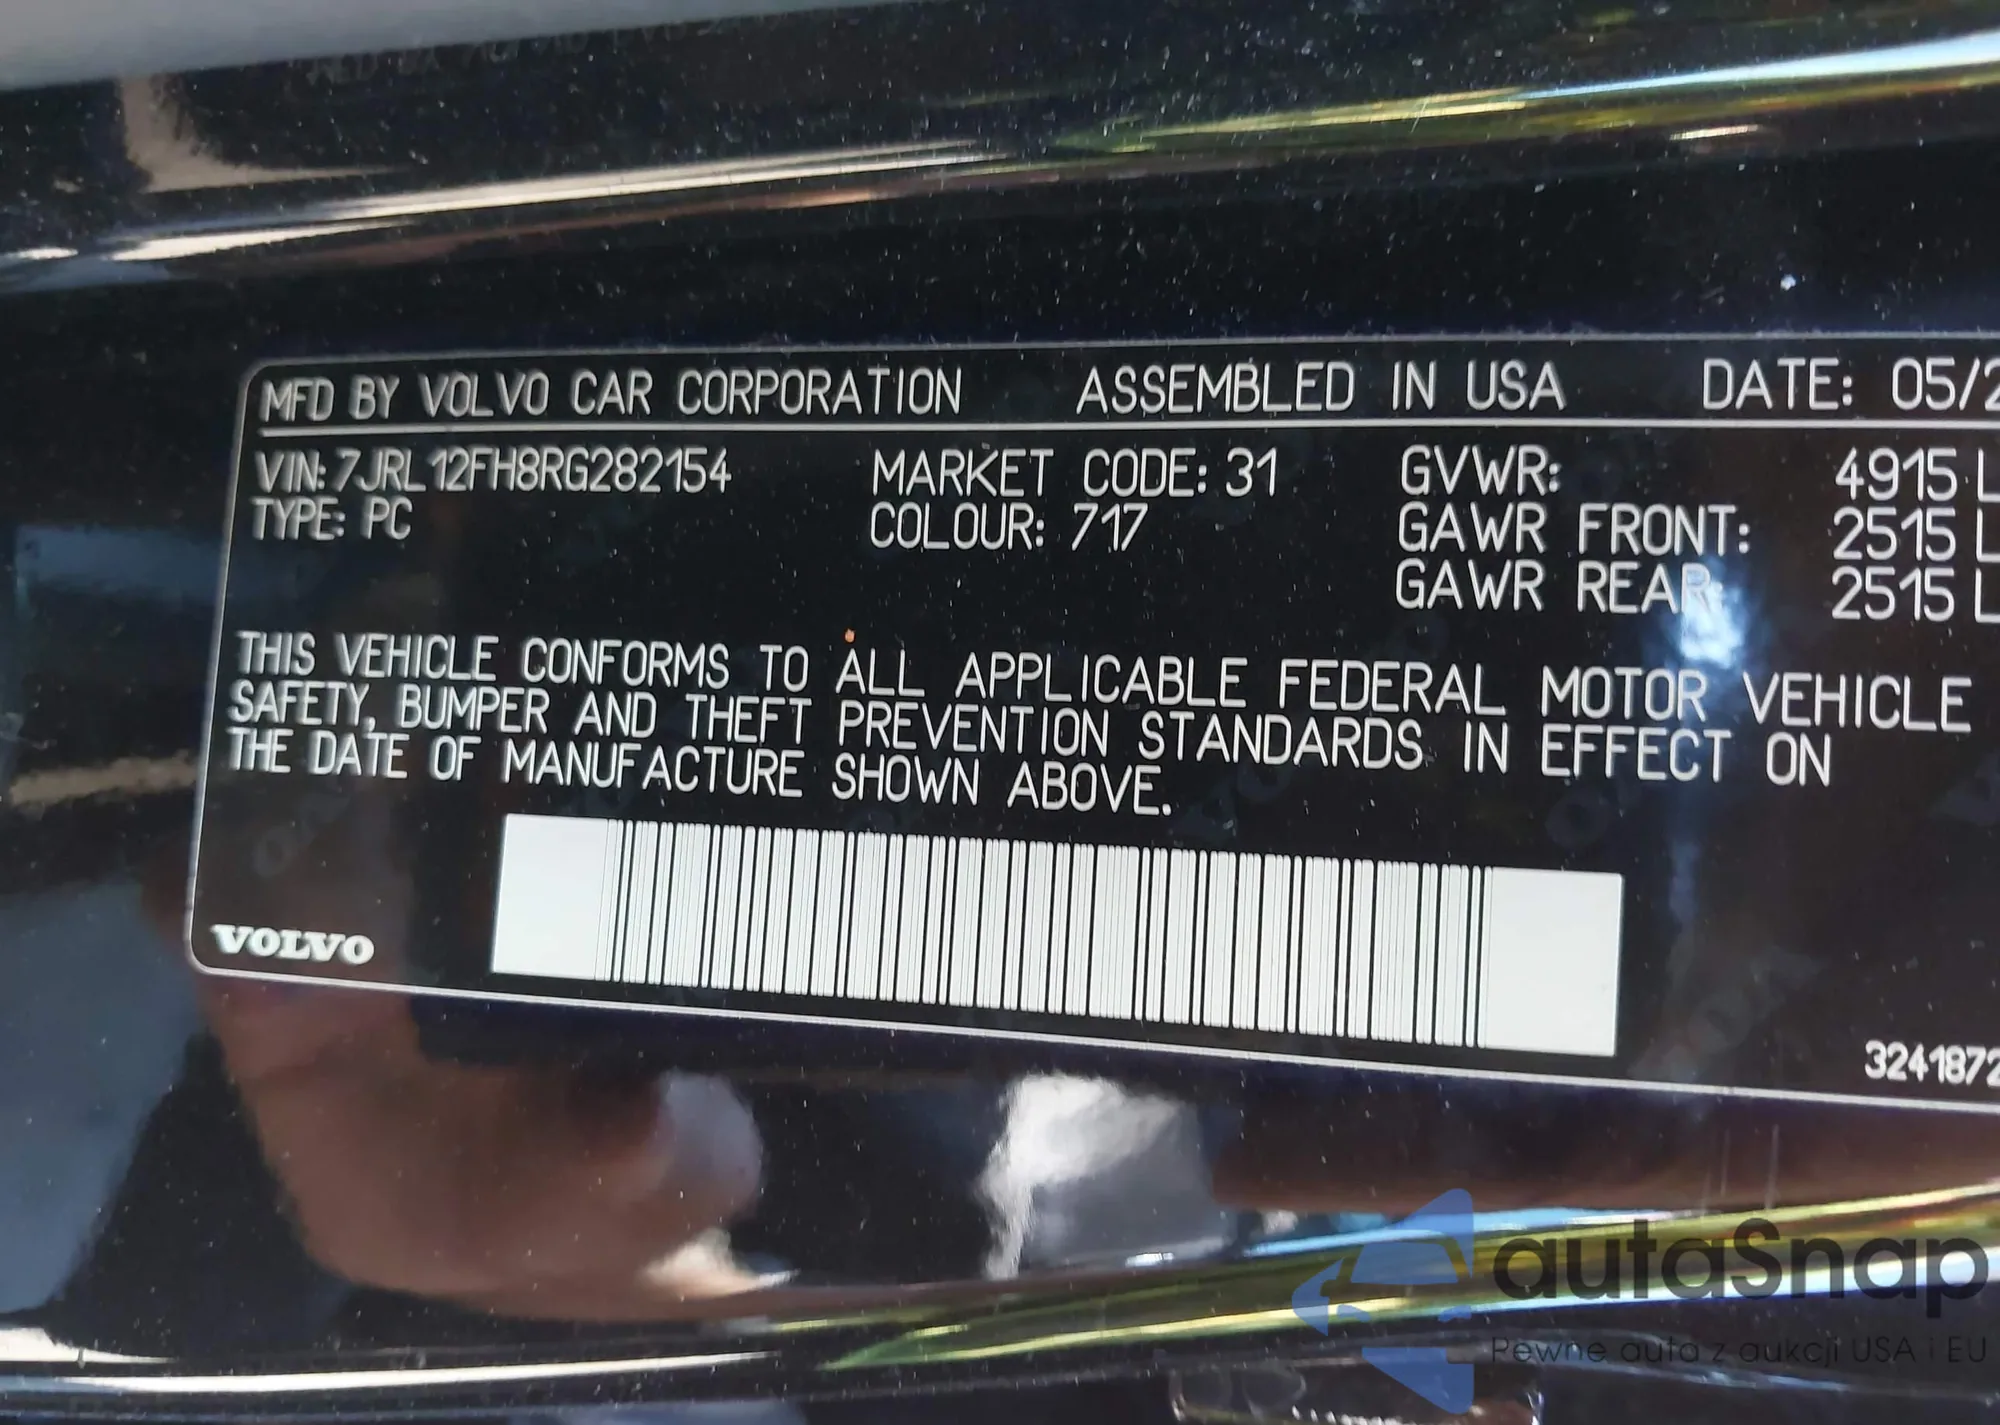 MFD BY VOLVO CAR CORPORATION ASSEMBLED IN USA DATE: 05/2
VIN: 7JRL12FH8RG282154 MARKET CODE: 31 GVWR: 4915 L
TYPE: PC COLOUR: 717 GAWR FRONT: 2515 L
GAWR REAR: 2515 L
THIS VEHICLE CONFORMS TO ALL APPLICABLE FEDERAL MOTOR VEHICLE
SAFETY, BUMPER AND THEFT PREVENTION STANDARDS IN EFFECT ON
THE DATE OF MANUFACTURE SHOWN ABOVE.
VOLVO
3241872
autaSnap
Pewne auta z aukcji USA i EU